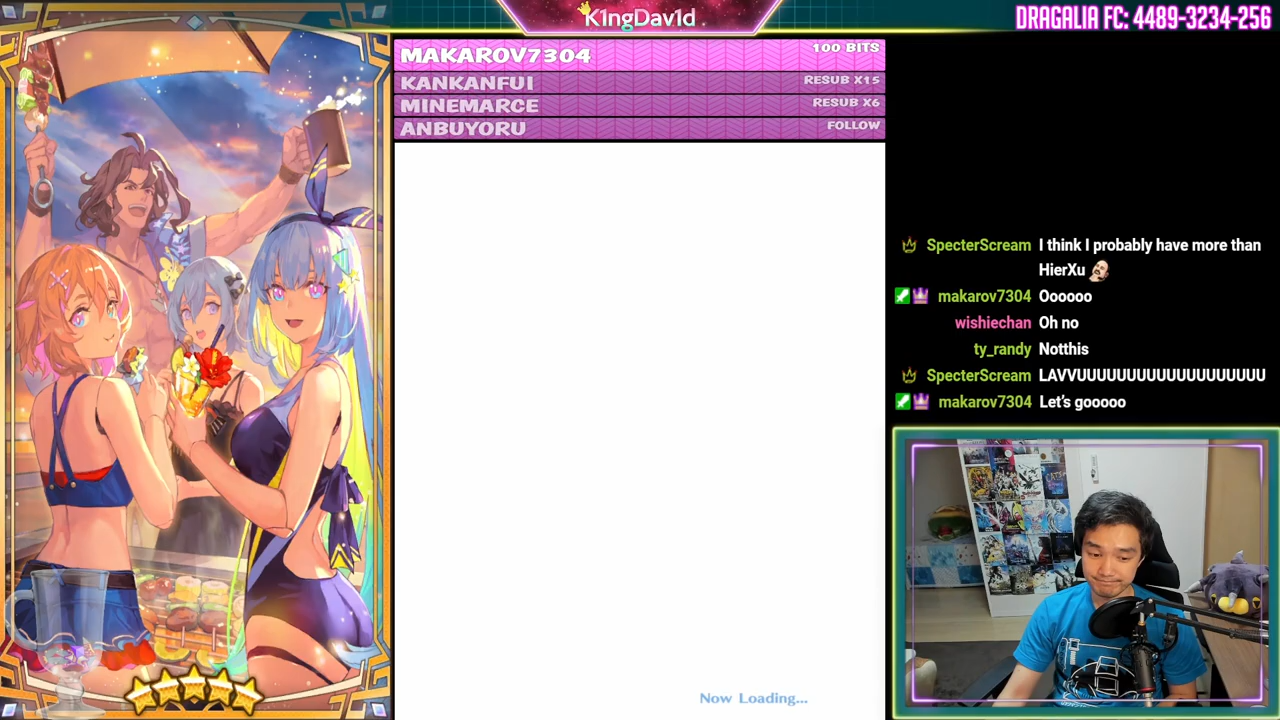 K1ngDav1d
DRAGALIA FC: 4489-3234-256
MAKAROV7304 100 BITS
KANKANFUI RESUB X15
MINEMARCE RESUB X6
ANBUYORU FOLLOW
SpecterScream I think I probably have more than
HierXu
makarov7304 Oooooo
wishiechan Oh no
ty_randy Notthis
SpecterScream LAVVUUUUUUUUUUUUUUUUUUU
makarov7304 Let's gooooo
Now Loading...